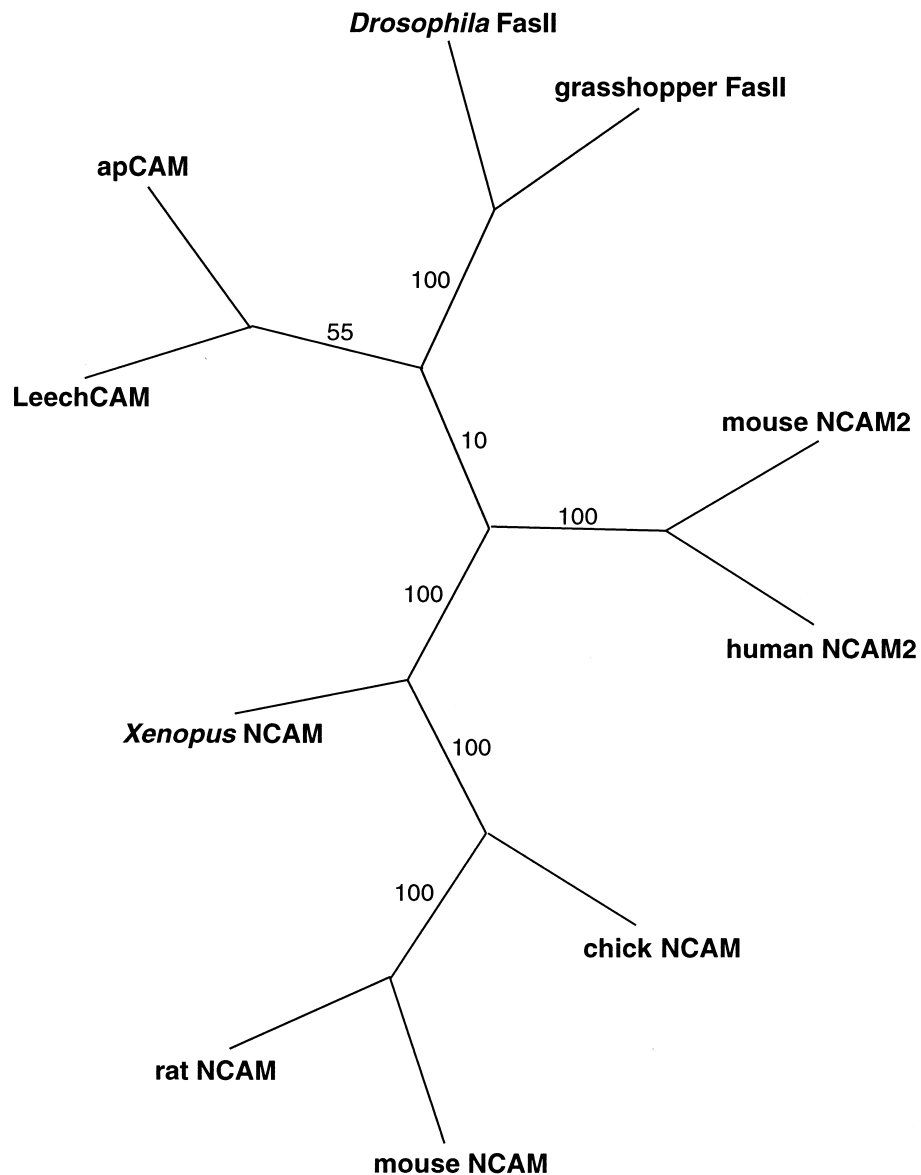 Drosophila FasII
grasshopper FasII
apCAM
100
55
LeechCAM
mouse NCAM2
10
100
100
human NCAM2
Xenopus NCAM
100
100
chick NCAM
rat NCAM
mouse NCAM